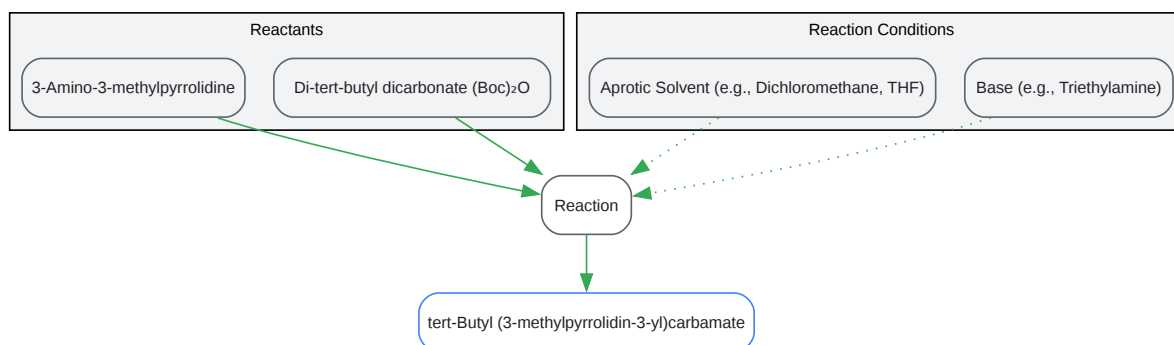 Reactants
3-Amino-3-methylpyrrolidine
Di-tert-butyl dicarbonate (Boc)₂O
Reaction Conditions
Aprotic Solvent (e.g., Dichloromethane, THF)
Base (e.g., Triethylamine)
Reaction
tert-Butyl (3-methylpyrrolidin-3-yl)carbamate